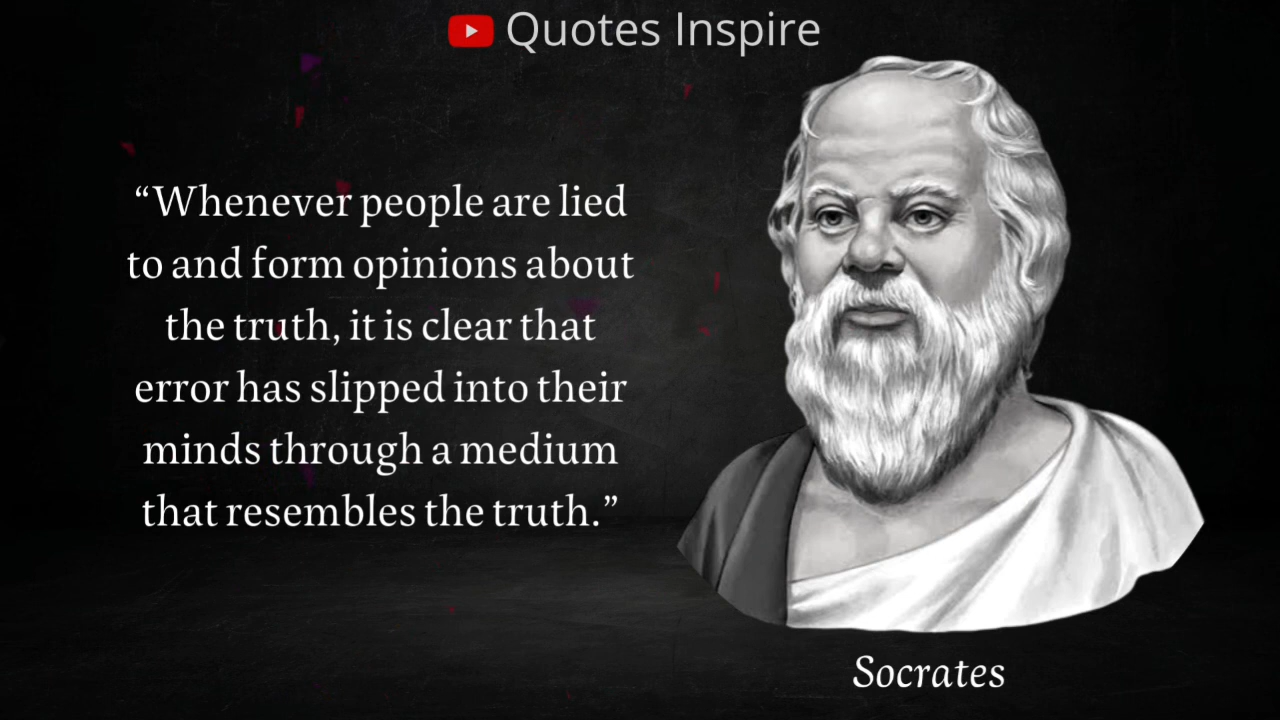 Quotes Inspire
“Whenever people are lied
to and form opinions about
the truth, it is clear that
error has slipped into their
minds through a medium
that resembles the truth.”
Socrates